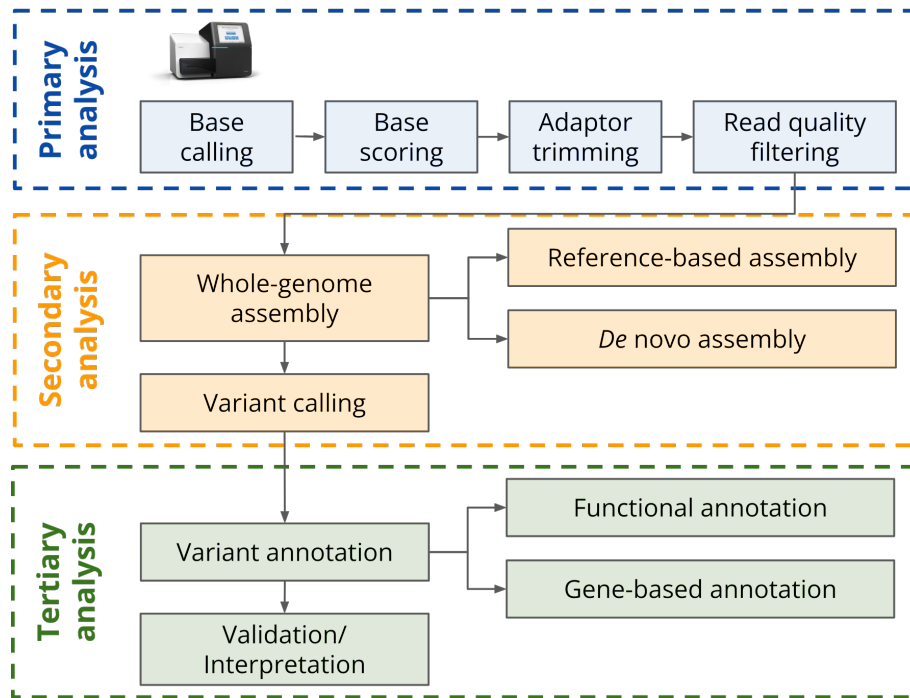 Primary
analysis
Base
calling
Base
scoring
Adaptor
trimming
Read quality
filtering
Secondary
analysis
Whole-genome
assembly
Reference-based assembly
De novo assembly
Variant calling
Tertiary
analysis
Variant annotation
Functional annotation
Gene-based annotation
Validation/
Interpretation